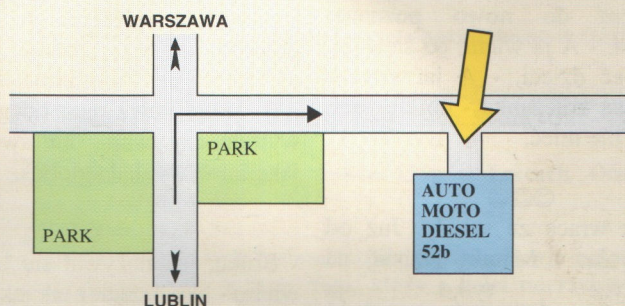 WARSZAWA
PARK
PARK
AUTO
MOTO
DIESEL
52b
LUBLIN